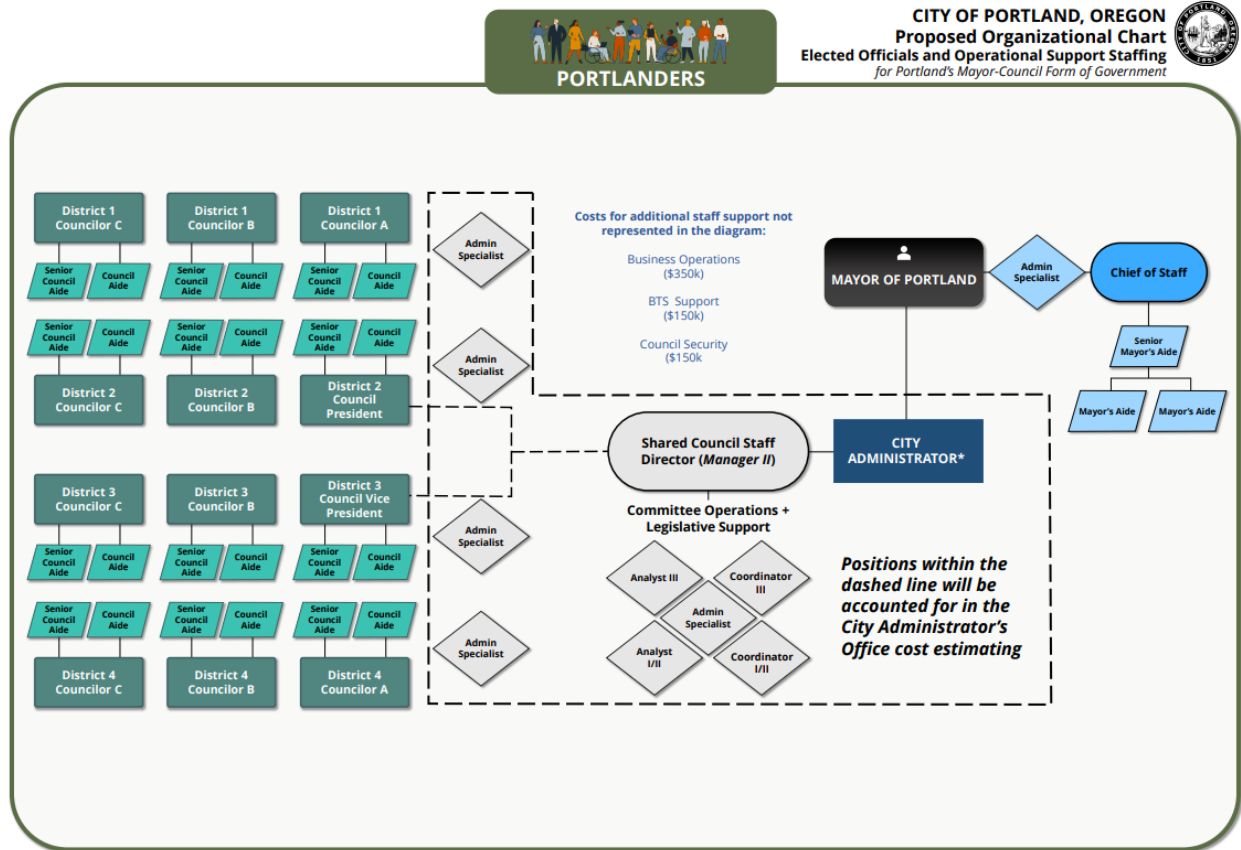 PORTLANDERS
CITY OF PORTLAND, OREGON
Proposed Organizational Chart
Elected Officials and Operational Support Staffing
for Portland's Mayor-Council Form of Government
District 1
Councilor C
District 1
Councilor B
District 1
Councilor A
Senior
Council
Aide
Council
Aide
Senior
Council
Aide
Council
Aide
Senior
Council
Aide
Council
Aide
Senior
Council
Aide
Council
Aide
Senior
Council
Aide
Council
Aide
Senior
Council
Aide
Council
Aide
District 2
Councilor C
District 2
Councilor B
District 2
Council
President
District 3
Councilor C
District 3
Councilor B
District 3
Council Vice
President
Senior
Council
Aide
Council
Aide
Senior
Council
Aide
Council
Aide
Senior
Council
Aide
Council
Aide
Senior
Council
Aide
Council
Aide
Senior
Council
Aide
Council
Aide
Senior
Council
Aide
Council
Aide
District 4
Councilor C
District 4
Councilor B
District 4
Councilor A
Admin
Specialist
Admin
Specialist
Admin
Specialist
Admin
Specialist
Costs for additional staff support not
represented in the diagram:
Business Operations
($350k)
BTS Support
($150k)
Council Security
($150k
MAYOR OF PORTLAND
Admin
Specialist
Chief of Staff
Senior
Mayor's Aide
Mayor's Aide
Mayor's Aide
Shared Council Staff
Director (Manager II)
CITY
ADMINISTRATOR*
Committee Operations +
Legislative Support
Analyst III
Coordinator
III
Admin
Specialist
Analyst
I/II
Coordinator
I/II
Positions within the
dashed line will be
accounted for in the
City Administrator's
Office cost estimating